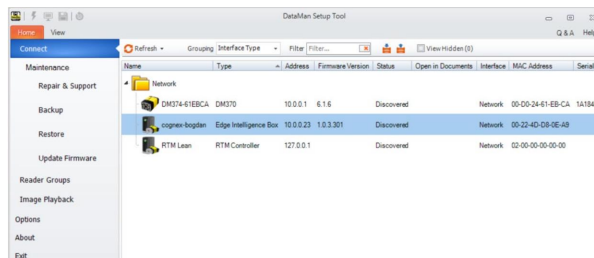 DataMan Setup Tool
Home View Q & A Help
Connect
Maintenance
Repair & Support
Backup
Restore
Update Firmware
Reader Groups
Image Playback
Options
About
Exit
Refresh Grouping Interface Type Filter Filter... View Hidden (0)
Name Type Address Firmware Version Status Open in Documents Interface MAC Address Serial
Network
DM374-61EBCA DM370 10.0.0.1 6.1.6 Discovered Network 00-D0-24-61-EB-CA 1A184
cognex-bogdan Edge Intelligence Box 10.0.0.23 1.0.3.301 Discovered Network 00-22-4D-D8-0E-A9
RTM Lean RTM Controller 127.0.0.1 Discovered Network 02-00-00-00-00-00